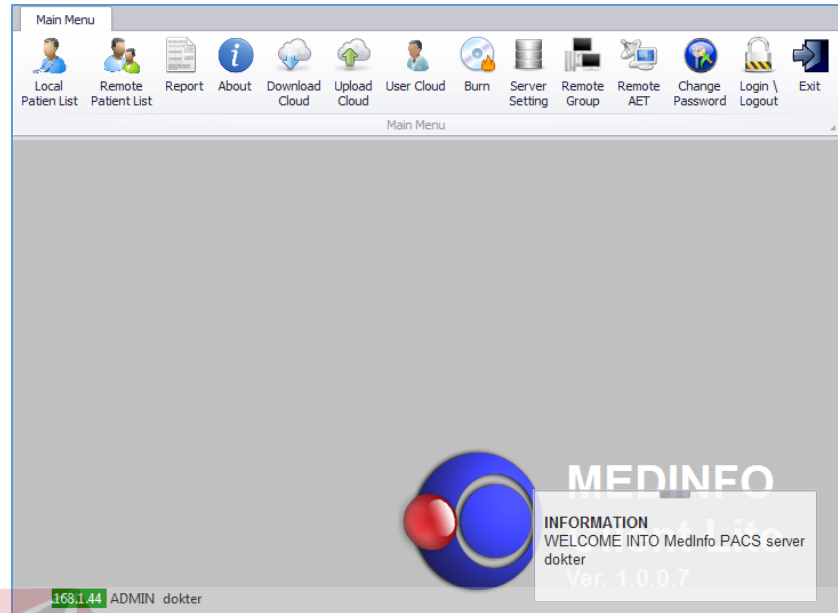 Main Menu
Local Patien List
Remote Patient List
Report
About
Download Cloud
Upload Cloud
User Cloud
Burn
Server Setting
Remote Group
Remote AET
Change Password
Login \ Logout
Exit
Main Menu
MEDINFO
INFORMATION
WELCOME INTO MedInfo PACS server
dokter
Client Lite
Ver. 1.0.0.7
.168.1.44 ADMIN dokter